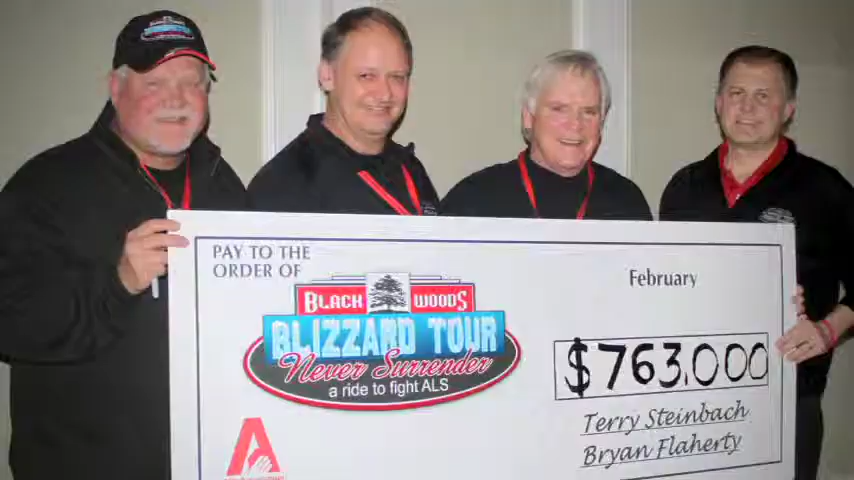 PAY TO THE
ORDER OF
February
BLACK WOODS
BLIZZARD TOUR
Never Surrender
a ride to fight ALS
$763,000
Terry Steinbach
Bryan Flaherty